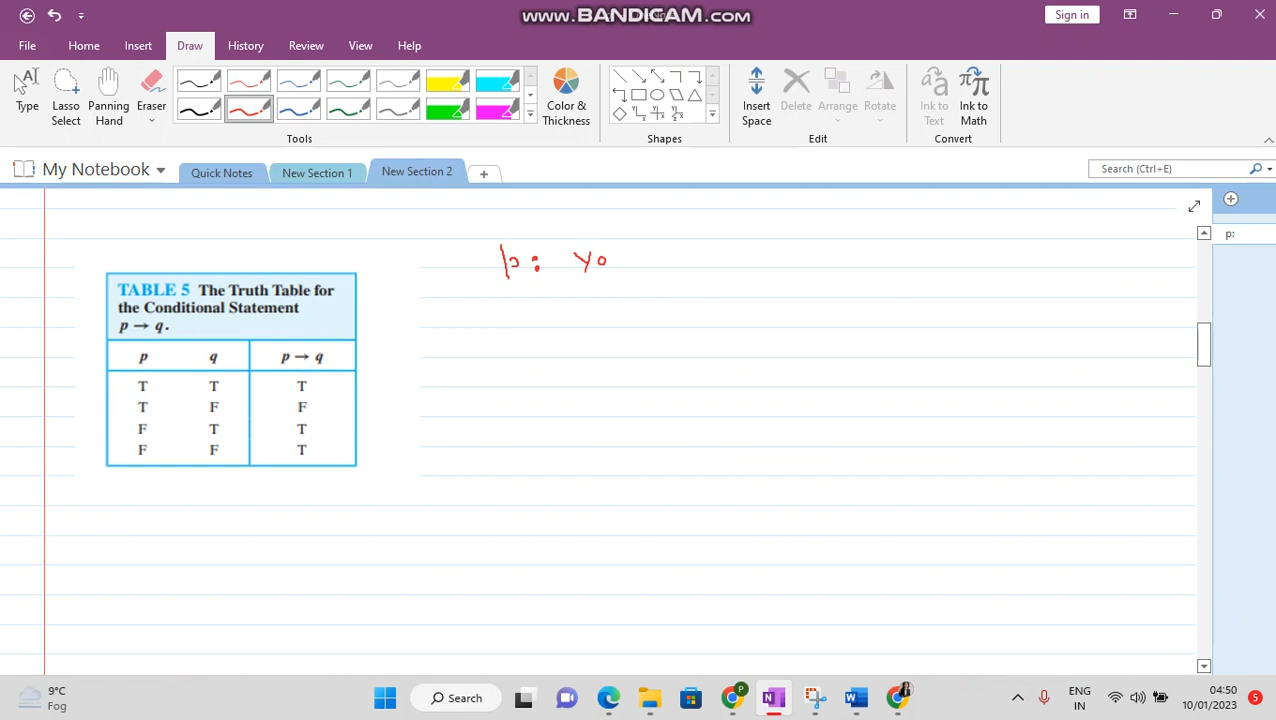 www.BANDICAM.com
Sign in
File Home Insert Draw History Review View Help
Type
Lasso Select
Panning Hand
Eraser
Color & Thickness
Insert Space
Delete
Arrange
Rotate
Ink to Text
Ink to Math
Tools
Shapes
Edit
Convert
My Notebook
Quick Notes
New Section 1
New Section 2
Search (Ctrl+E)
p:
p: Yo
TABLE 5 The Truth Table for
the Conditional Statement
p → q.
p q p → q
T T T
T F F
F T T
F F T
9°C
Fog
Search
ENG
IN
04:50
10/01/2023
5